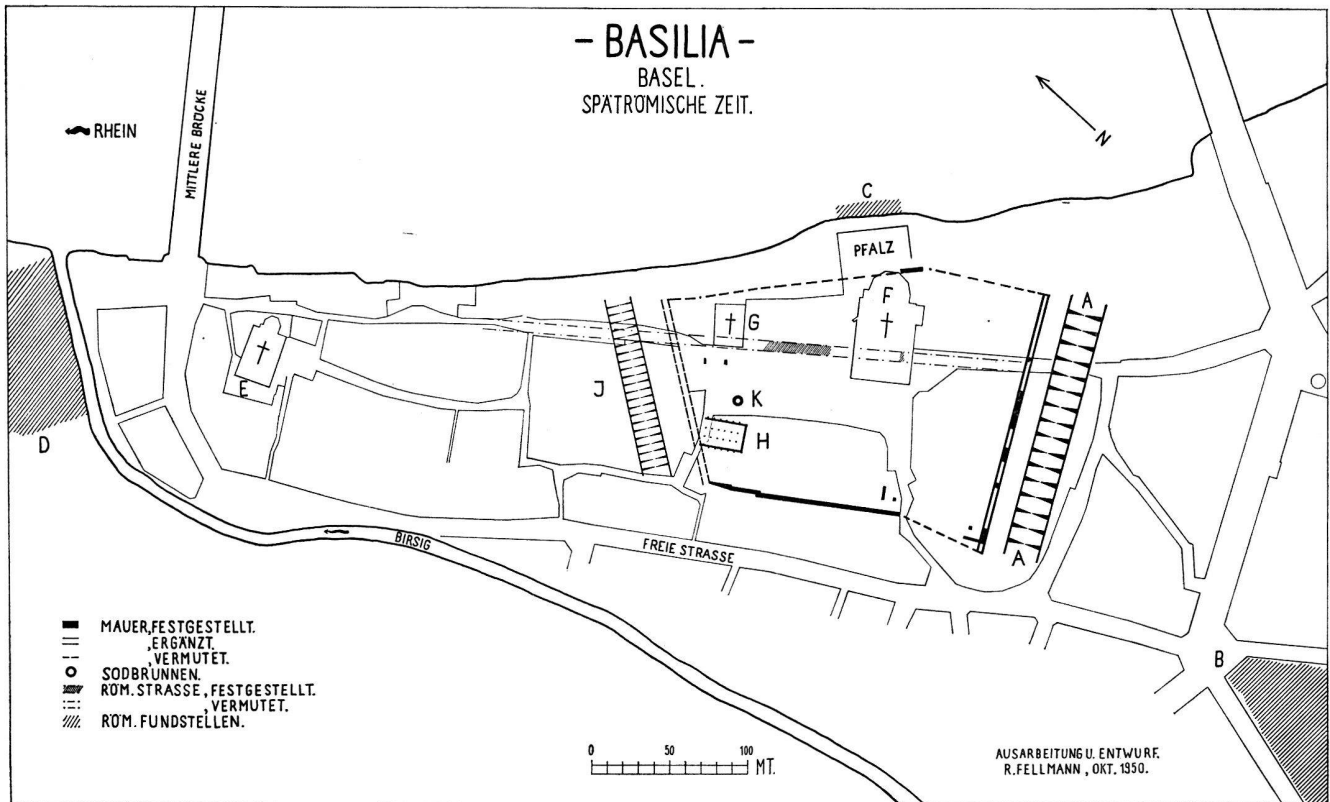 - BASILIA -
BASEL.
SPÄTRÖMISCHE ZEIT.
RHEIN
MITTLERE BRÜCKE
N
C
PFALZ
A
F
G
J
K
E
H
D
I.
A
BIRSIG
FREIE STRASSE
B
MAUER, FESTGESTELLT.
, ERGÄNZT.
, VERMUTET.
SODBRUNNEN.
RÖM. STRASSE, FESTGESTELLT.
, VERMUTET.
RÖM. FUNDSTELLEN.
0 50 100
MT.
AUSARBEITUNG U. ENTWURF.
R. FELLMANN, OKT. 1950.